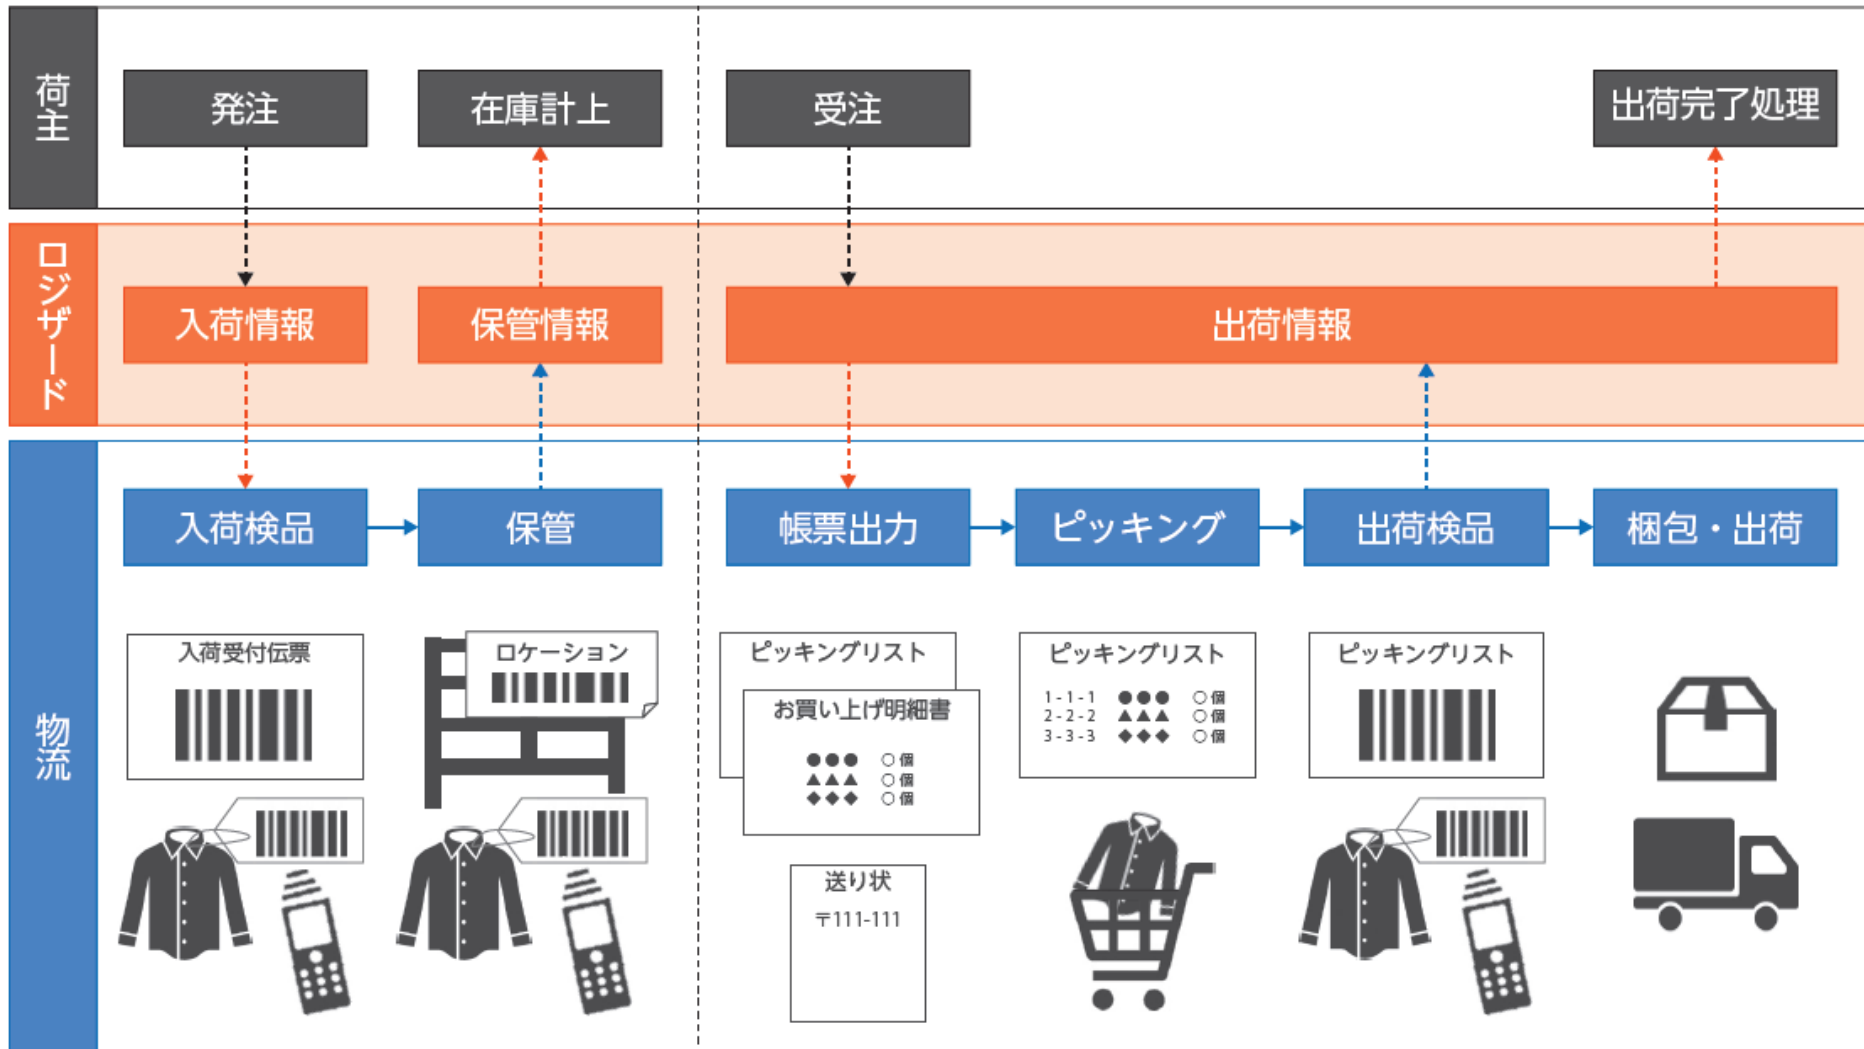 荷主
発注
在庫計上
受注
出荷完了処理
ロジザード
入荷情報
保管情報
出荷情報
物流
入荷検品
保管
帳票出力
ピッキング
出荷検品
梱包・出荷
入荷受付伝票
ロケーション
ピッキングリスト
お買い上げ明細書
●●● ○個
▲▲▲ ○個
◆◆◆ ○個
送り状
〒111-111
ピッキングリスト
1-1-1 ●●● ○個
2-2-2 ▲▲▲ ○個
3-3-3 ◆◆◆ ○個
ピッキングリスト